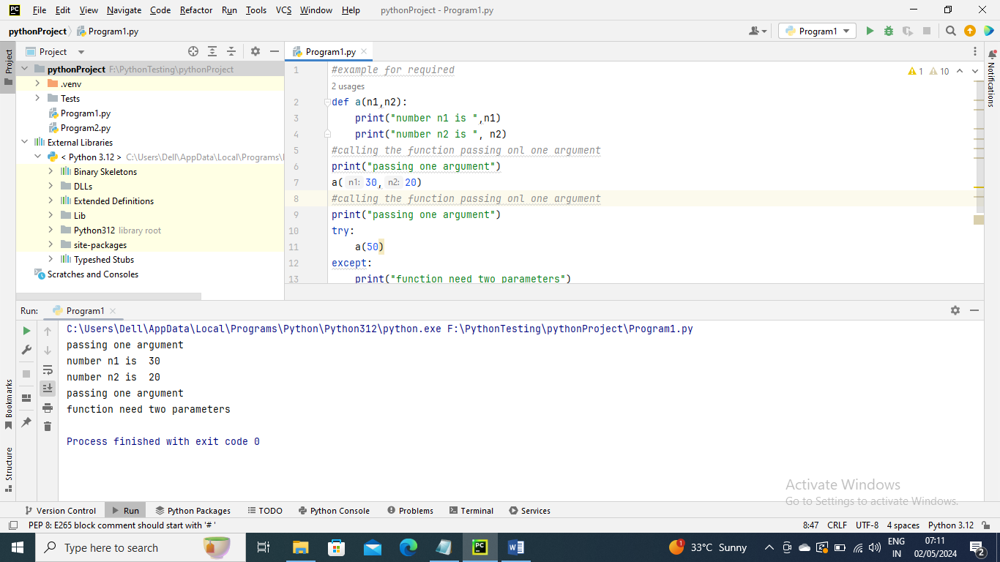 File Edit View Navigate Code Refactor Run Tools VCS Window Help pythonProject - Program1.py
pythonProject Program1.py
Program1
Project
Program1.py
Project
Notifications
pythonProject F:\PythonTesting\pythonProject
.venv
Tests
Program1.py
Program2.py
External Libraries
< Python 3.12 > C:\Users\Dell\AppData\Local\Programs\
Binary Skeletons
DLLs
Extended Definitions
Lib
Python312 library root
site-packages
Typeshed Stubs
Scratches and Consoles
1 10
1 #example for required
2 usages
2 def a(n1,n2):
3 print("number n1 is ",n1)
4 print("number n2 is ", n2)
5 #calling the function passing onl one argument
6 print("passing one argument")
7 a( n1: 30, n2: 20)
8 #calling the function passing onl one argument
9 print("passing one argument")
10 try:
11 a(50)
12 except:
13 print("function need two parameters")
Run: Program1
C:\Users\Dell\AppData\Local\Programs\Python\Python312\python.exe F:\PythonTesting\pythonProject\Program1.py
passing one argument
number n1 is  30
number n2 is  20
passing one argument
function need two parameters
Process finished with exit code 0
Bookmarks
Structure
Activate Windows
Go to Settings to activate Windows.
Version Control Run Python Packages TODO Python Console Problems Terminal Services
PEP 8: E265 block comment should start with '# ' 8:47 CRLF UTF-8 4 spaces Python 3.12
Type here to search
33°C Sunny
ENG
IN
07:11
02/05/2024
2